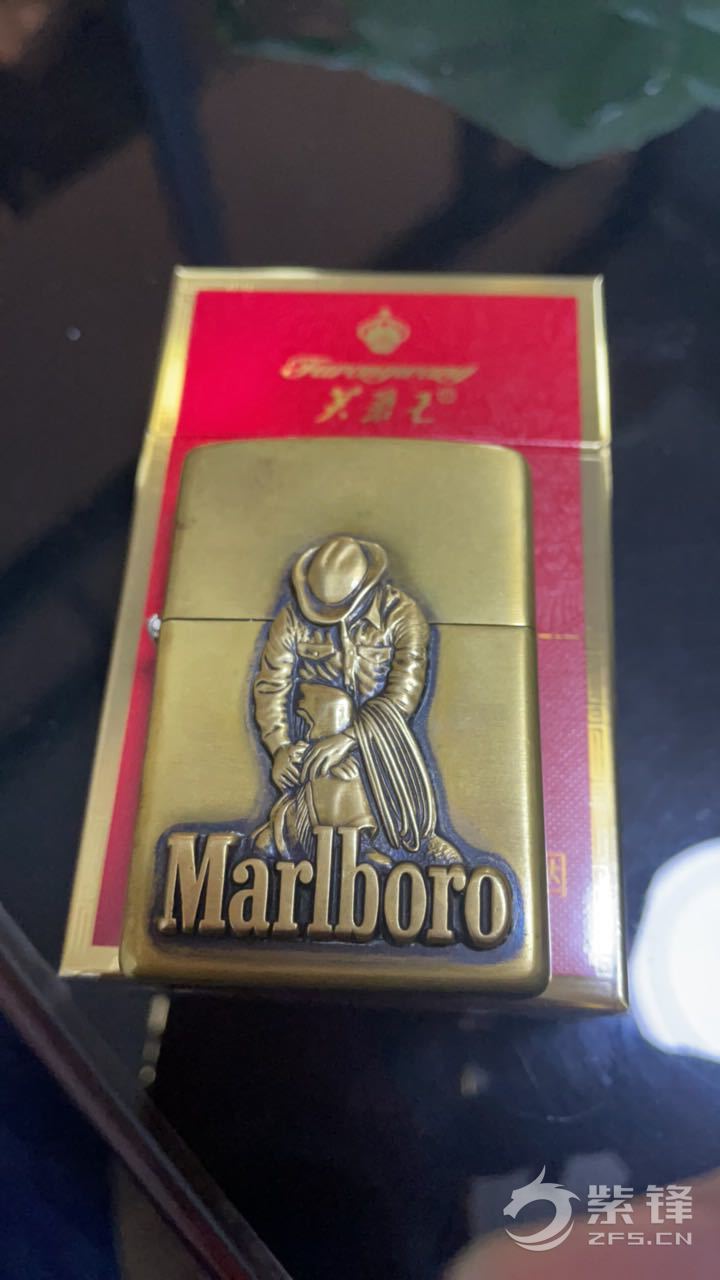 Furongwang
芙蓉王®
Marlboro
紫锋
ZFS.CN